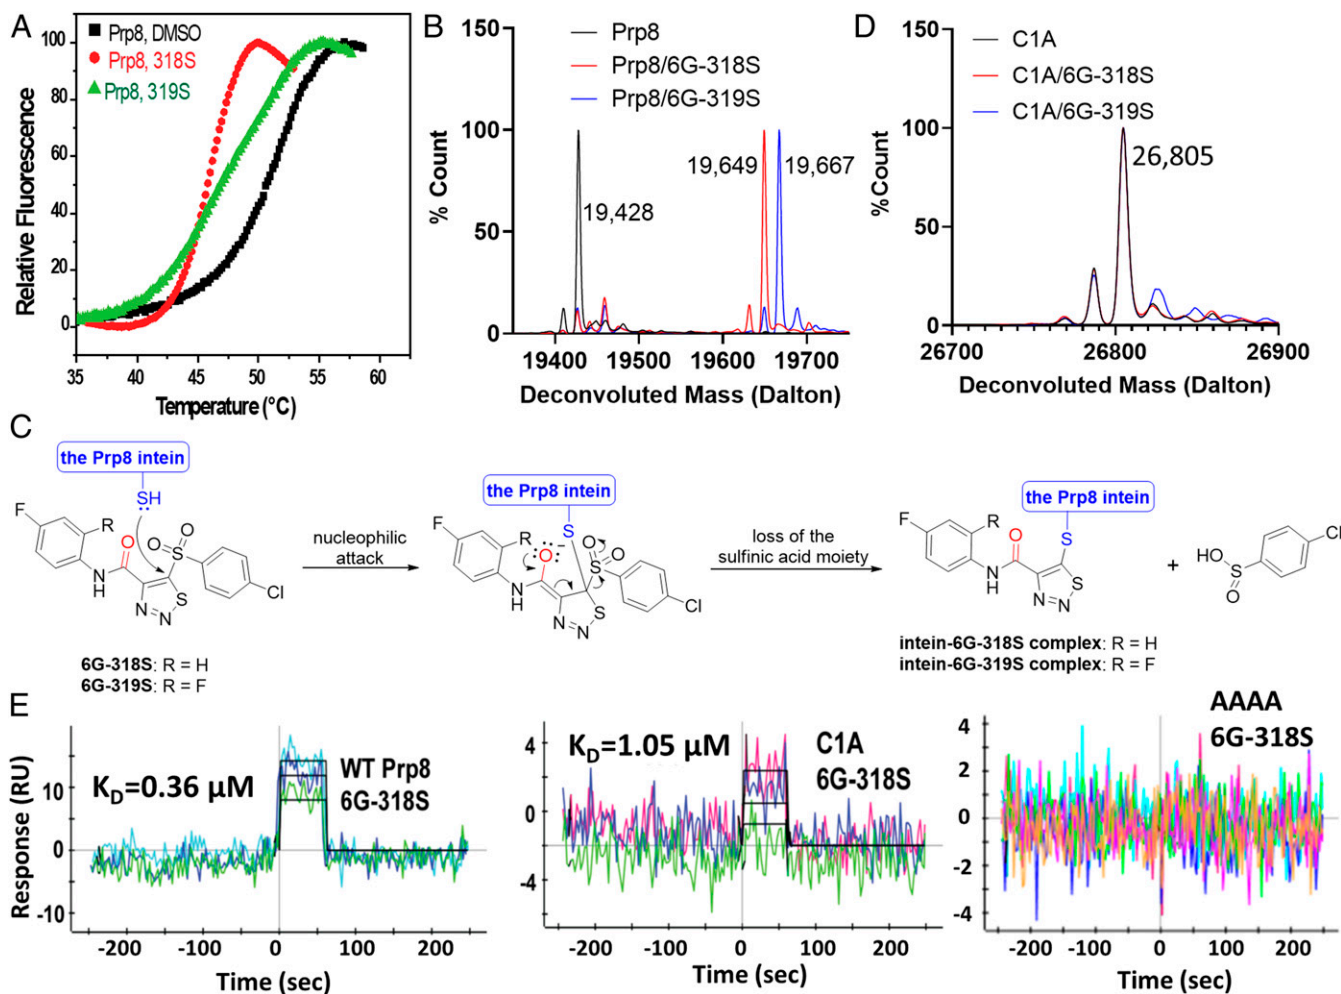 A
Prp8, DMSO
Prp8, 318S
Prp8, 319S
Relative Fluorescence
100
80
60
40
20
0
35 40 45 50 55 60
Temperature (°C)
B
Prp8
Prp8/6G-318S
Prp8/6G-319S
% Count
150
100
50
0
19,428
19,649
19,667
19400 19500 19600 19700
Deconvoluted Mass (Dalton)
D
C1A
C1A/6G-318S
C1A/6G-319S
%Count
150
100
50
0
26,805
26700 26800 26900
Deconvoluted Mass (Dalton)
C
the Prp8 intein
SH
F
R
O
O
O
S
N
H
N=N
S
Cl
6G-318S: R = H
6G-319S: R = F
nucleophilic
attack
the Prp8 intein
S
F
R
O
O
O
S
N
H
N=N
S
Cl
loss of the
sulfinic acid moiety
the Prp8 intein
S
F
R
O
N
H
N=N
S
intein-6G-318S complex: R = H
intein-6G-319S complex: R = F
+
HO
S
O
Cl
E
Response (RU)
10
0
-10
KD=0.36 µM
WT Prp8
6G-318S
-200 -100 0 100 200
Time (sec)
4
0
-4
KD=1.05 µM
C1A
6G-318S
-200 -100 0 100 200
Time (sec)
4
2
0
-2
-4
AAAA
6G-318S
-200 -100 0 100 200
Time (sec)